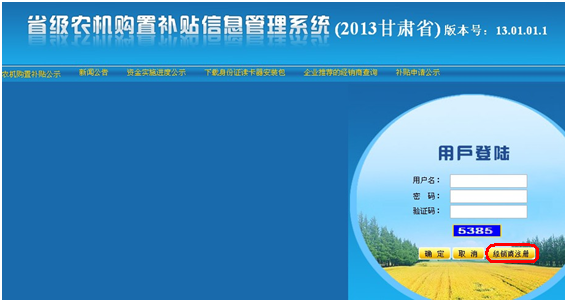 省级农机购置补贴信息管理系统(2013甘肃省)版本号：13.01.01.1
农机购置补贴公示 新闻公告 资金实施进度公示 下载身份证读卡器安装包 企业推荐的经销商查询 补贴申请公示
用戶登陆
用户名：
密 码：
验证码：
5385
确 定 取 消 经销商注册